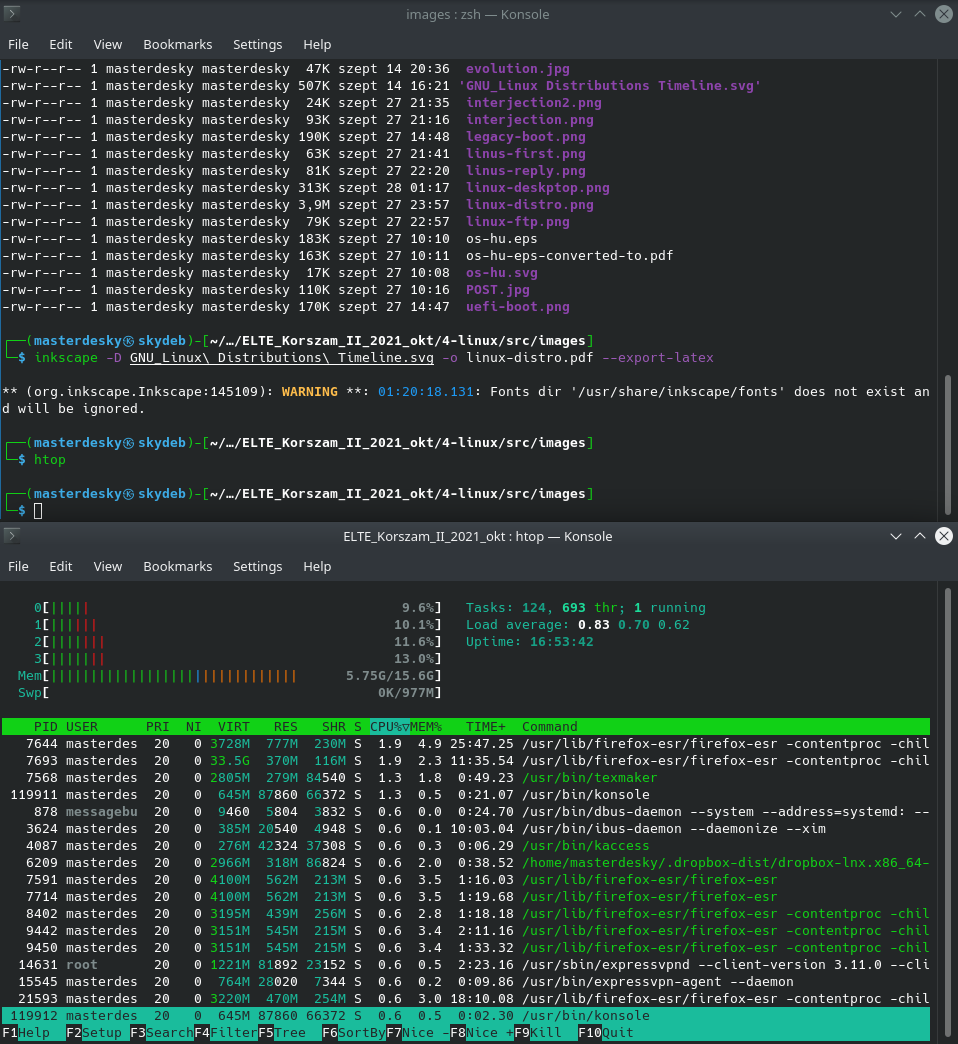 images : zsh — Konsole
File Edit View Bookmarks Settings Help
-rw-r--r-- 1 masterdesky masterdesky  47K szept 14 20:36  evolution.jpg
-rw-r--r-- 1 masterdesky masterdesky 507K szept 14 16:21 'GNU_Linux Distributions Timeline.svg'
-rw-r--r-- 1 masterdesky masterdesky  24K szept 27 21:35  interjection2.png
-rw-r--r-- 1 masterdesky masterdesky  93K szept 27 21:16  interjection.png
-rw-r--r-- 1 masterdesky masterdesky 190K szept 27 14:48  legacy-boot.png
-rw-r--r-- 1 masterdesky masterdesky  63K szept 27 21:41  linus-first.png
-rw-r--r-- 1 masterdesky masterdesky  81K szept 27 22:20  linus-reply.png
-rw-r--r-- 1 masterdesky masterdesky 313K szept 28 01:17  linux-deskptop.png
-rw-r--r-- 1 masterdesky masterdesky 3,9M szept 27 23:57  linux-distro.png
-rw-r--r-- 1 masterdesky masterdesky  79K szept 27 22:57  linux-ftp.png
-rw-r--r-- 1 masterdesky masterdesky 183K szept 27 10:10  os-hu.eps
-rw-r--r-- 1 masterdesky masterdesky 163K szept 27 10:11  os-hu-eps-converted-to.pdf
-rw-r--r-- 1 masterdesky masterdesky  17K szept 27 10:08  os-hu.svg
-rw-r--r-- 1 masterdesky masterdesky 110K szept 27 10:16  POST.jpg
-rw-r--r-- 1 masterdesky masterdesky 170K szept 27 14:47  uefi-boot.png
┌──(masterdesky㉿skydeb)-[~/…/ELTE_Korszam_II_2021_okt/4-linux/src/images]
└─$ inkscape -D GNU_Linux\ Distributions\ Timeline.svg -o linux-distro.pdf --export-latex
** (org.inkscape.Inkscape:145109): WARNING **: 01:20:18.131: Fonts dir '/usr/share/inkscape/fonts' does not exist an
d will be ignored.
┌──(masterdesky㉿skydeb)-[~/…/ELTE_Korszam_II_2021_okt/4-linux/src/images]
└─$ htop
┌──(masterdesky㉿skydeb)-[~/…/ELTE_Korszam_II_2021_okt/4-linux/src/images]
└─$
ELTE_Korszam_II_2021_okt : htop — Konsole
File Edit View Bookmarks Settings Help
0[|||||                9.6%]   Tasks: 124, 693 thr; 1 running
1[||||||              10.1%]   Load average: 0.83 0.70 0.62
2[|||||||             11.6%]   Uptime: 16:53:42
3[|||||||             13.0%]
Mem[|||||||||||||||||||||||||||||||      5.75G/15.6G]
Swp[                  0K/977M]
PID USER PRI NI VIRT RES SHR S CPU%▽MEM% TIME+ Command
7644 masterdes 20 0 3728M 777M 230M S 1.9 4.9 25:47.25 /usr/lib/firefox-esr/firefox-esr -contentproc -chil
7693 masterdes 20 0 33.5G 370M 116M S 1.9 2.3 11:35.54 /usr/lib/firefox-esr/firefox-esr -contentproc -chil
7568 masterdes 20 0 2805M 279M 84540 S 1.3 1.8 0:49.23 /usr/bin/texmaker
119911 masterdes 20 0 645M 87860 66372 S 1.3 0.5 0:21.07 /usr/bin/konsole
878 messagebu 20 0 9460 5804 3832 S 0.6 0.0 0:24.70 /usr/bin/dbus-daemon --system --address=systemd: --
3624 masterdes 20 0 385M 20540 4948 S 0.6 0.1 10:03.04 /usr/bin/ibus-daemon --daemonize --xim
4087 masterdes 20 0 276M 42324 37308 S 0.6 0.3 0:06.29 /usr/bin/kaccess
6209 masterdes 20 0 2966M 318M 86824 S 0.6 2.0 0:38.52 /home/masterdesky/.dropbox-dist/dropbox-lnx.x86_64-
7591 masterdes 20 0 4100M 562M 213M S 0.6 3.5 1:16.03 /usr/lib/firefox-esr/firefox-esr
7714 masterdes 20 0 4100M 562M 213M S 0.6 3.5 1:19.68 /usr/lib/firefox-esr/firefox-esr
8402 masterdes 20 0 3195M 439M 256M S 0.6 2.8 1:18.18 /usr/lib/firefox-esr/firefox-esr -contentproc -chil
9442 masterdes 20 0 3151M 545M 215M S 0.6 3.4 2:11.16 /usr/lib/firefox-esr/firefox-esr -contentproc -chil
9450 masterdes 20 0 3151M 545M 215M S 0.6 3.4 1:33.32 /usr/lib/firefox-esr/firefox-esr -contentproc -chil
14631 root 20 0 1221M 81892 23152 S 0.6 0.5 2:23.16 /usr/sbin/expressvpnd --client-version 3.11.0 --cli
15545 masterdes 20 0 764M 28020 7344 S 0.6 0.2 0:09.86 /usr/bin/expressvpn-agent --daemon
21593 masterdes 20 0 3220M 470M 254M S 0.6 3.0 18:10.08 /usr/lib/firefox-esr/firefox-esr -contentproc -chil
119912 masterdes 20 0 645M 87860 66372 S 0.6 0.5 0:02.30 /usr/bin/konsole
F1Help F2Setup F3SearchF4FilterF5Tree F6SortByF7Nice -F8Nice +F9Kill F10Quit